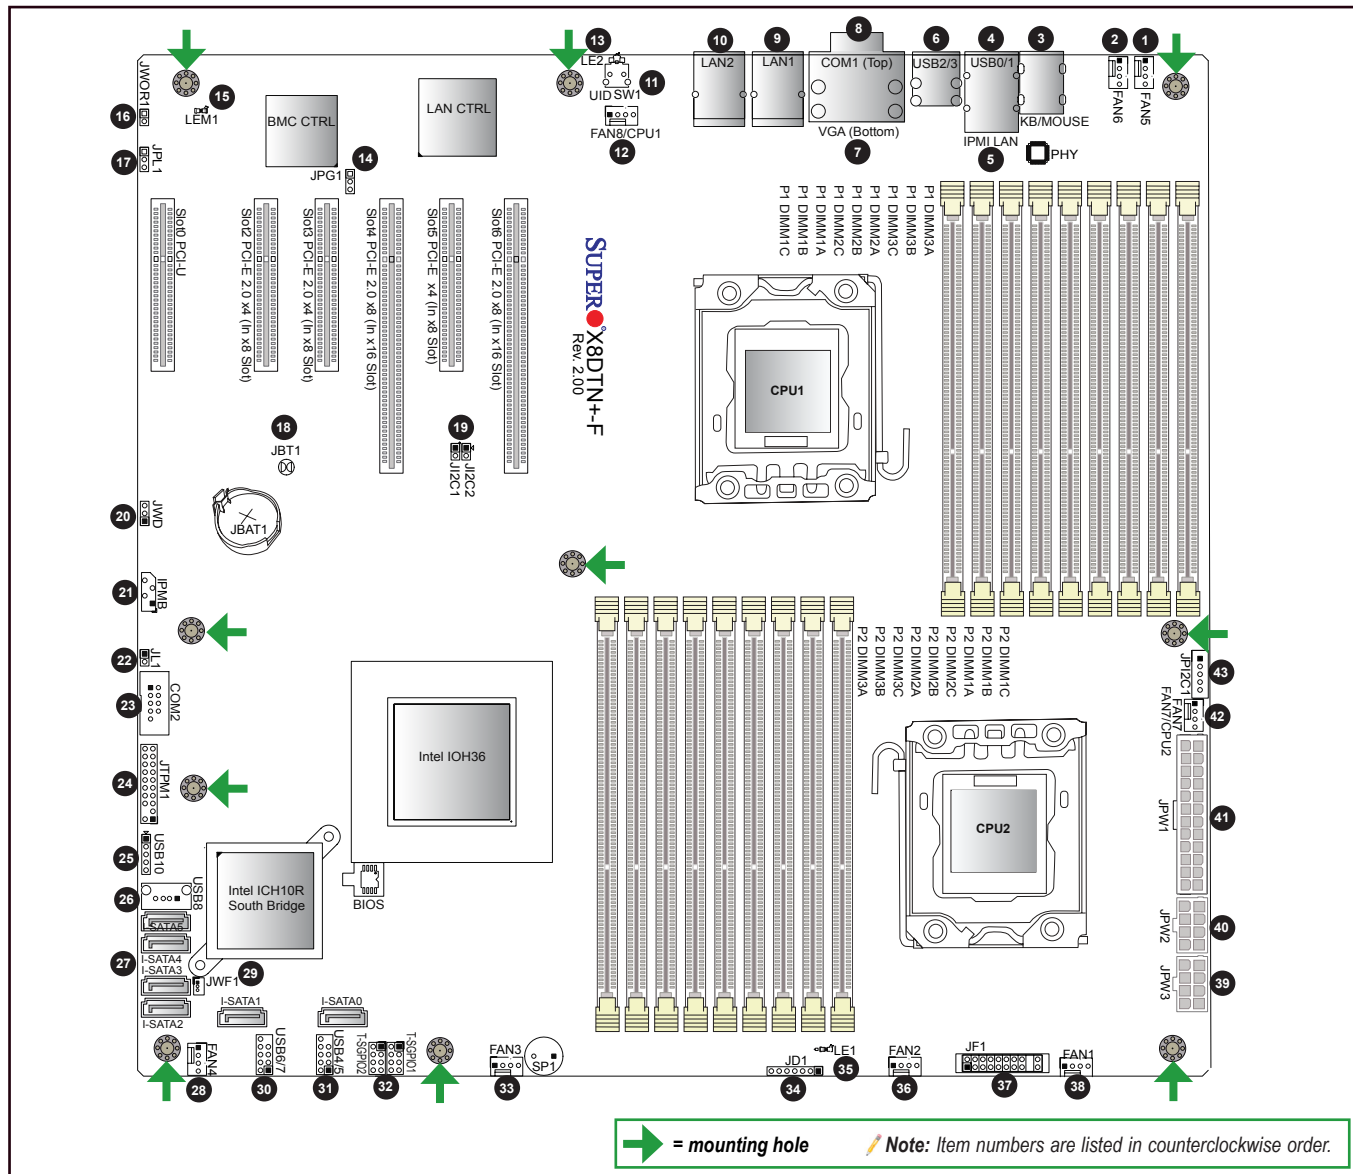 13
LE2
10
LAN2
9
LAN1
8
COM1 (Top)
6
USB2/3
4
USB0/1
3
2
1
JWOR1
16
15
LEM1
BMC CTRL
LAN CTRL
UID
SW1
11
FAN8/CPU1
12
VGA (Bottom)
7
KB/MOUSE
IPMI LAN
5
PHY
FAN6
FAN5
17
JPL1
14
JPG1
Slot0 PCI-U
Slot2 PCI-E 2.0 x4 (In x8 Slot)
Slot3 PCI-E 2.0 x4 (In x8 Slot)
Slot4 PCI-E 2.0 x8 (In x16 Slot)
Slot5 PCI-E x4 (In x8 Slot)
Slot6 PCI-E 2.0 x8 (In x16 Slot)
SUPER
X8DTN+-F
Rev. 2.00
P1 DIMM1C
P1 DIMM1B
P1 DIMM1A
P1 DIMM2C
P1 DIMM2B
P1 DIMM2A
P1 DIMM3C
P1 DIMM3B
P1 DIMM3A
CPU1
18
JBT1
19
JI2C1
JI2C2
20
JWD
JBAT1
21
IPMB
22
JL1
23
COM2
24
JTPM1
25
USB10
26
USB8
SATA5
I-SATA4
27
I-SATA3
I-SATA2
Intel IOH36
BIOS
Intel ICH10R
South Bridge
JWF1
29
I-SATA1
I-SATA0
P2 DIMM3A
P2 DIMM3B
P2 DIMM3C
P2 DIMM2A
P2 DIMM2B
P2 DIMM2C
P2 DIMM1A
P2 DIMM1B
P2 DIMM1C
CPU2
JPI2C1
43
FAN7
FAN7/CPU2
42
JPW1
41
JPW2
40
JPW3
39
FAN4
28
USB6/7
30
USB4/5
31
T-SGPIO2
T-SGPIO1
32
FAN3
33
SP1
JD1
34
LE1
35
FAN2
36
JF1
37
FAN1
38
= mounting hole
Note: Item numbers are listed in counterclockwise order.